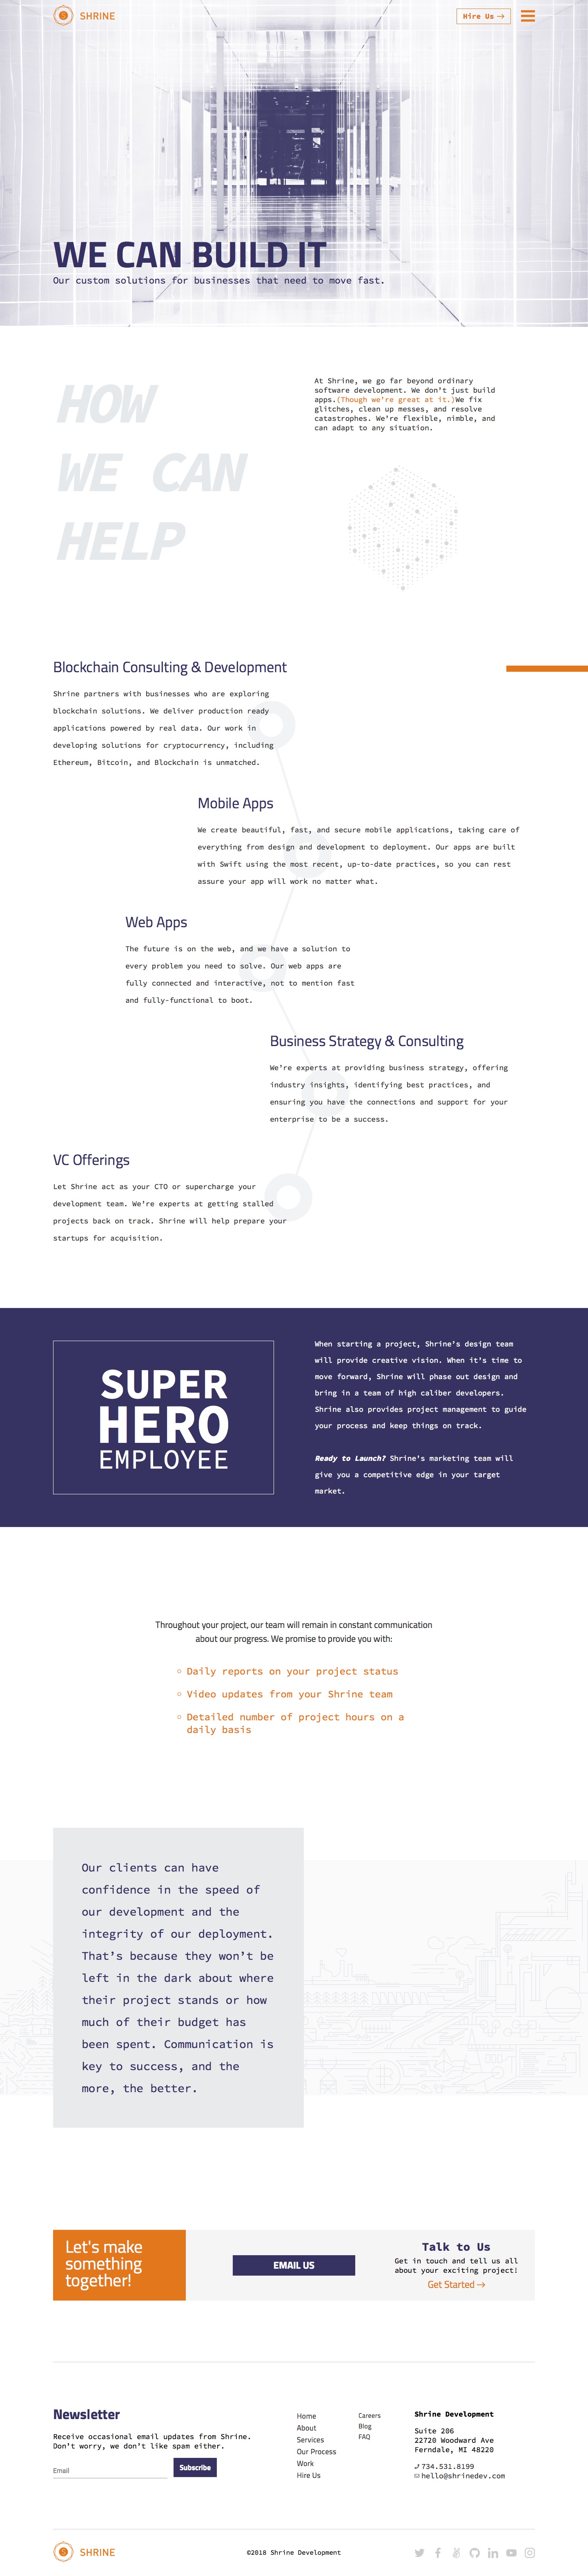 SHRINE
Hire Us →
WE CAN BUILD IT
Our custom solutions for businesses that need to move fast.
HOW
WE CAN
HELP
At Shrine, we go far beyond ordinary
software development. We don’t just build
apps.(Though we’re great at it.)We fix
glitches, clean up messes, and resolve
catastrophes. We’re flexible, nimble, and
can adapt to any situation.
Blockchain Consulting & Development
Shrine partners with businesses who are exploring
blockchain solutions. We deliver production ready
applications powered by real data. Our work in
developing solutions for cryptocurrency, including
Ethereum, Bitcoin, and Blockchain is unmatched.
Mobile Apps
We create beautiful, fast, and secure mobile applications, taking care of
everything from design and development to deployment. Our apps are built
with Swift using the most recent, up-to-date practices, so you can rest
assure your app will work no matter what.
Web Apps
The future is on the web, and we have a solution to
every problem you need to solve. Our web apps are
fully connected and interactive, not to mention fast
and fully-functional to boot.
Business Strategy & Consulting
We’re experts at providing business strategy, offering
industry insights, identifying best practices, and
ensuring you have the connections and support for your
enterprise to be a success.
VC Offerings
Let Shrine act as your CTO or supercharge your
development team. We’re experts at getting stalled
projects back on track. Shrine will help prepare your
startups for acquisition.
SUPER
HERO
EMPLOYEE
When starting a project, Shrine’s design team
will provide creative vision. When it’s time to
move forward, Shrine will phase out design and
bring in a team of high caliber developers.
Shrine also provides project management to guide
your process and keep things on track.
Ready to Launch? Shrine’s marketing team will
give you a competitive edge in your target
market.
Throughout your project, our team will remain in constant communication
about our progress. We promise to provide you with:
Daily reports on your project status
Video updates from your Shrine team
Detailed number of project hours on a
daily basis
Our clients can have
confidence in the speed of
our development and the
integrity of our deployment.
That’s because they won’t be
left in the dark about where
their project stands or how
much of their budget has
been spent. Communication is
key to success, and the
more, the better.
Let's make
something
together!
EMAIL US
Talk to Us
Get in touch and tell us all
about your exciting project!
Get Started →
Newsletter
Receive occasional email updates from Shrine.
Don’t worry, we don’t like spam either.
Email
Subscribe
Home
About
Services
Our Process
Work
Hire Us
Careers
Blog
FAQ
Shrine Development
Suite 206
22720 Woodward Ave
Ferndale, MI 48220
734.531.8199
hello@shrinedev.com
SHRINE
©2018 Shrine Development